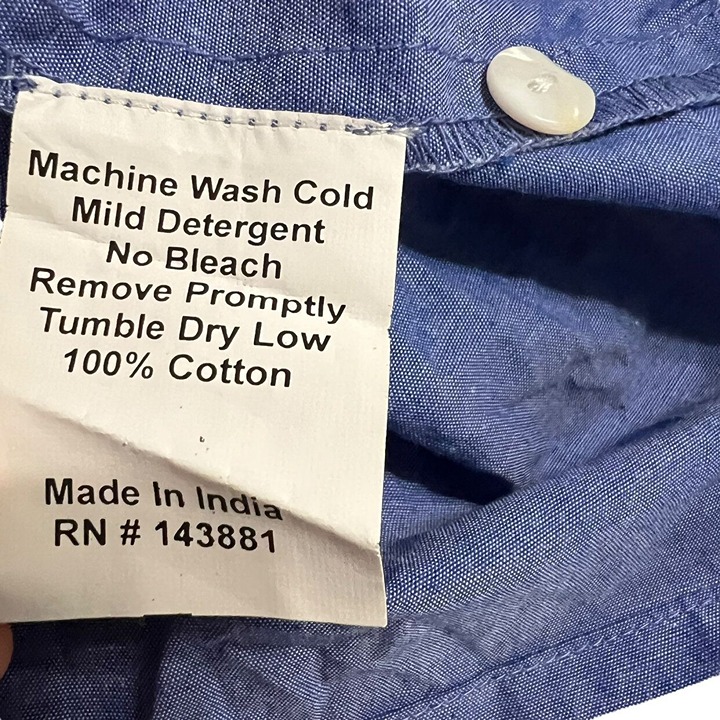 Machine Wash Cold
Mild Detergent
No Bleach
Remove Promptly
Tumble Dry Low
100% Cotton
Made In India
RN # 143881